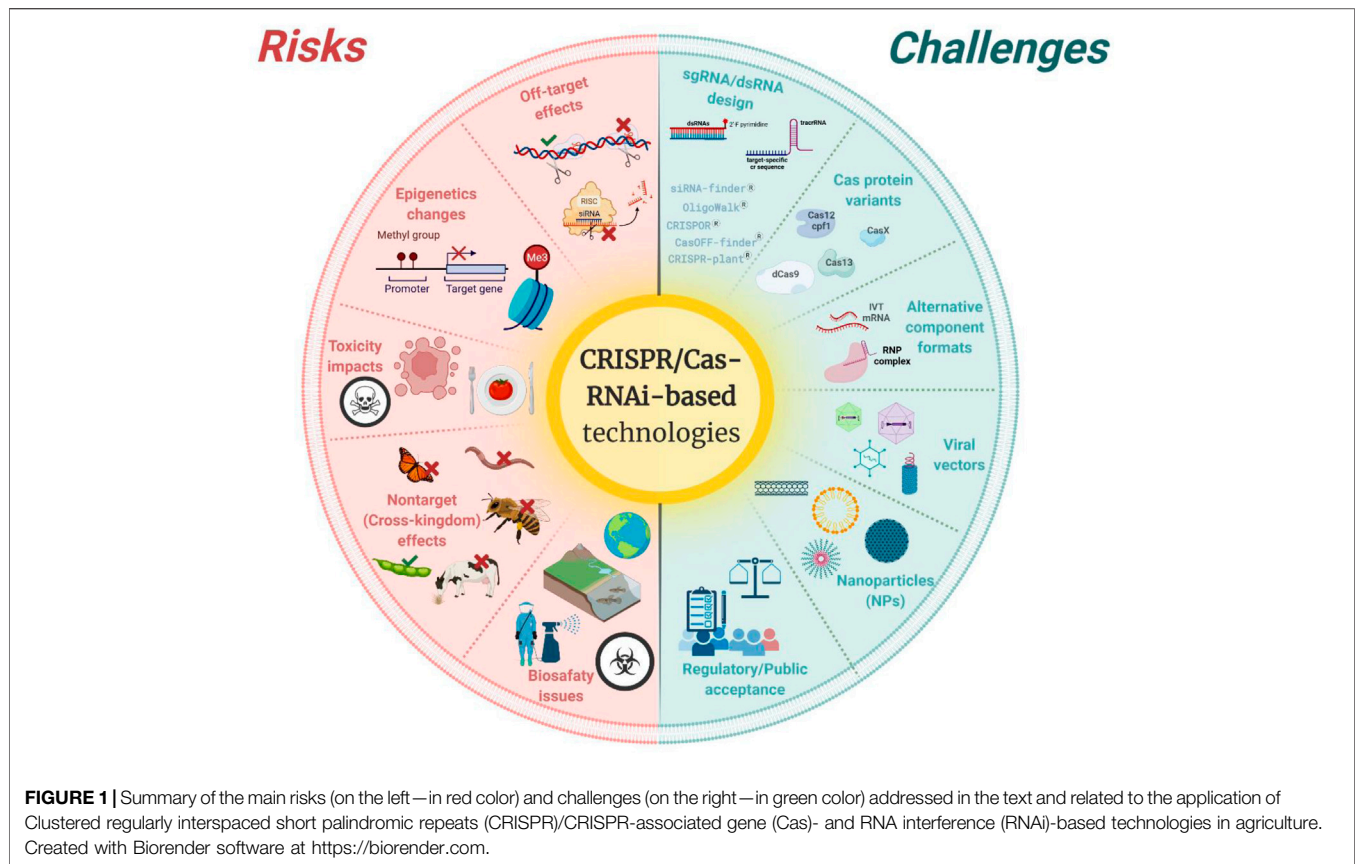 Risks
Challenges
Off-target
effects
RISC
siRNA
Epigenetics
changes
Methyl group
Promoter
Target gene
Me3
Toxicity
impacts
Nontarget
(Cross-kingdom)
effects
Biosafaty
issues
CRISPR/Cas-
RNAi-based
technologies
sgRNA/dsRNA
design
dsRNAs
2' F pyrimidine
tracrRNA
target-specific
cr sequence
siRNA-finder®
OligoWalk®
CRISPOR®
CasOFF-finder®
CRISPR-plant®
Cas protein
variants
Cas12
cpf1
CasX
Cas13
dCas9
Alternative
component
formats
IVT
mRNA
RNP
complex
Viral
vectors
Nanoparticles
(NPs)
Regulatory/Public
acceptance
FIGURE 1 | Summary of the main risks (on the left—in red color) and challenges (on the right—in green color) addressed in the text and related to the application of
Clustered regularly interspaced short palindromic repeats (CRISPR)/CRISPR-associated gene (Cas)- and RNA interference (RNAi)-based technologies in agriculture.
Created with Biorender software at https://biorender.com.